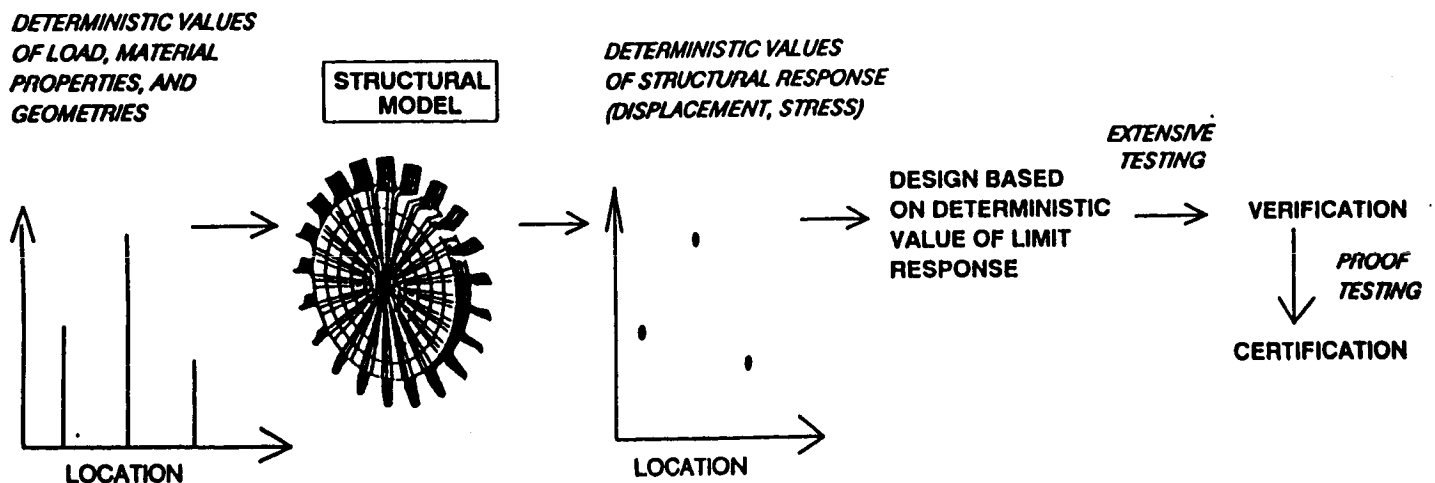 DETERMINISTIC VALUES
OF LOAD, MATERIAL
PROPERTIES, AND
GEOMETRIES
LOCATION
STRUCTURAL
MODEL
DETERMINISTIC VALUES
OF STRUCTURAL RESPONSE
(DISPLACEMENT, STRESS)
LOCATION
DESIGN BASED
ON DETERMINISTIC
VALUE OF LIMIT
RESPONSE
EXTENSIVE
TESTING
VERIFICATION
PROOF
TESTING
CERTIFICATION